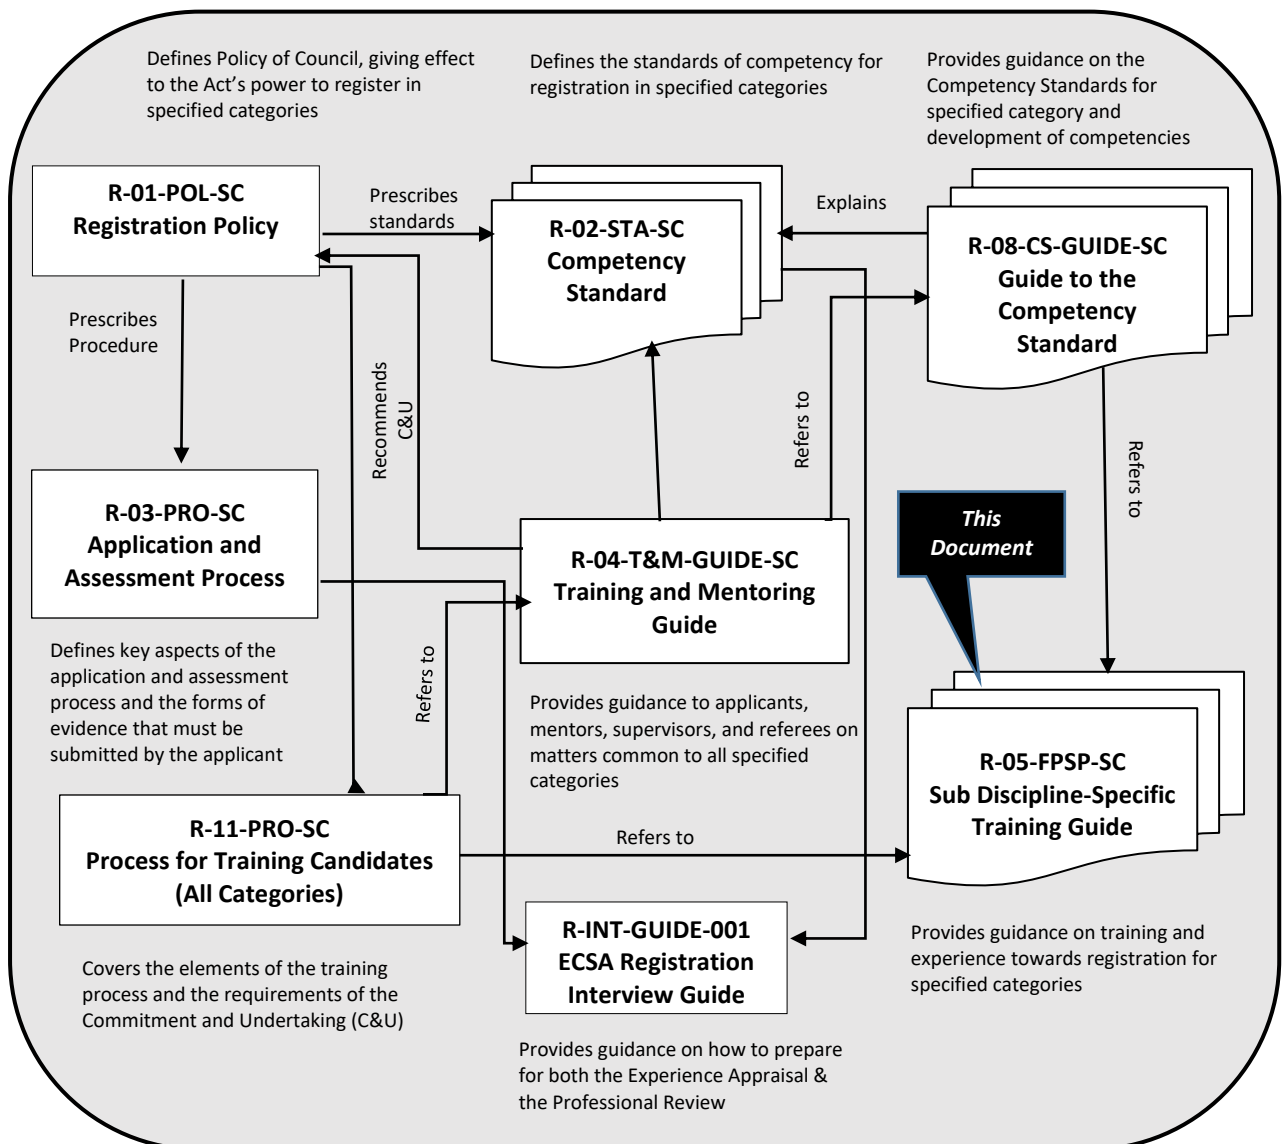 Defines Policy of Council, giving effect
to the Act’s power to register in
specified categories
Defines the standards of competency for
registration in specified categories
Provides guidance on the
Competency Standards for
specified category and
development of competencies
R-01-POL-SC
Registration Policy
Prescribes
standards
R-02-STA-SC
Competency
Standard
Explains
R-08-CS-GUIDE-SC
Guide to the
Competency
Standard
Prescribes
Procedure
Recommends
C&U
Refers to
Refers to
This
Document
R-03-PRO-SC
Application and
Assessment Process
R-04-T&M-GUIDE-SC
Training and Mentoring
Guide
Defines key aspects of the
application and assessment
process and the forms of
evidence that must be
submitted by the applicant
Refers to
Provides guidance to applicants,
mentors, supervisors, and referees on
matters common to all specified
categories
R-05-FPSP-SC
Sub Discipline-Specific
Training Guide
R-11-PRO-SC
Process for Training Candidates
(All Categories)
Refers to
R-INT-GUIDE-001
ECSA Registration
Interview Guide
Provides guidance on training and
experience towards registration for
specified categories
Covers the elements of the training
process and the requirements of the
Commitment and Undertaking (C&U)
Provides guidance on how to prepare
for both the Experience Appraisal &
the Professional Review